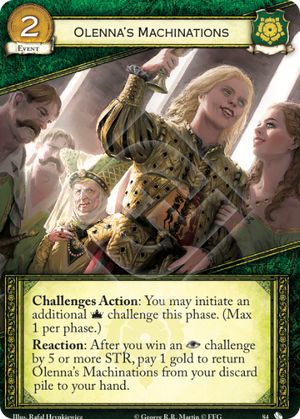 2
Event
Olenna's Machinations
Challenges Action: You may initiate an
additional challenge this phase. (Max
1 per phase.)
Reaction: After you win an challenge
by 5 or more STR, pay 1 gold to return
Olenna's Machinations from your discard
pile to your hand.
Illus. Rafał Hrynkiewicz
© George R.R. Martin © FFG
84